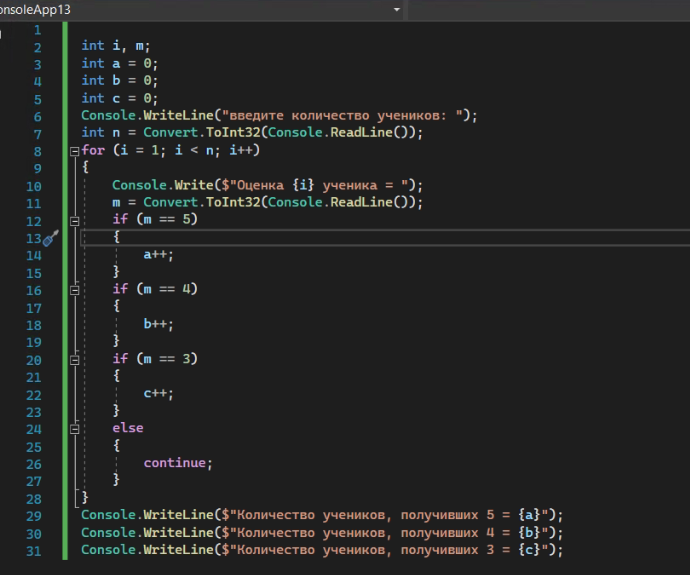 onsoleApp13
1
2 int i, m;
3 int a = 0;
4 int b = 0;
5 int c = 0;
6 Console.WriteLine("введите количество учеников: ");
7 int n = Convert.ToInt32(Console.ReadLine());
8 for (i = 1; i < n; i++)
9 {
10 Console.Write($"Оценка {i} ученика = ");
11 m = Convert.ToInt32(Console.ReadLine());
12 if (m == 5)
13 {
14 a++;
15 }
16 if (m == 4)
17 {
18 b++;
19 }
20 if (m == 3)
21 {
22 c++;
23 }
24 else
25 {
26 continue;
27 }
28 }
29 Console.WriteLine($"Количество учеников, получивших 5 = {a}");
30 Console.WriteLine($"Количество учеников, получивших 4 = {b}");
31 Console.WriteLine($"Количество учеников, получивших 3 = {c}");